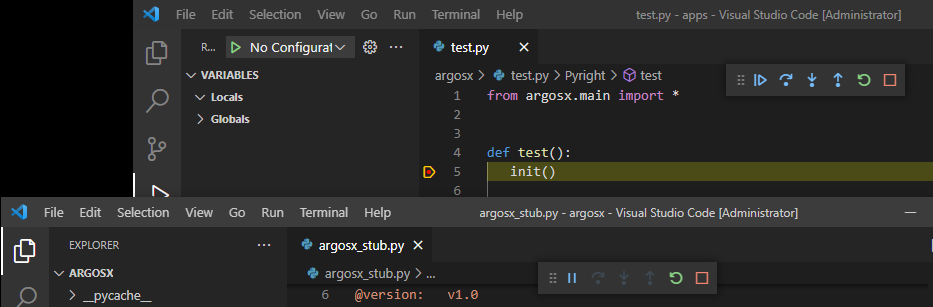 File Edit Selection View Go Run Terminal Help test.py - apps - Visual Studio Code [Administrator]
R... No Configurat
test.py
VARIABLES
argosx > test.py > Pyright > test
Locals
1 from argosx.main import *
Globals
2
3
4 def test():
5 init()
6
File Edit Selection View Go Run Terminal Help argosx_stub.py - argosx - Visual Studio Code [Administrator]
EXPLORER
argosx_stub.py
ARGOSX
argosx_stub.py > ...
__pycache__
6 @version: v1.0